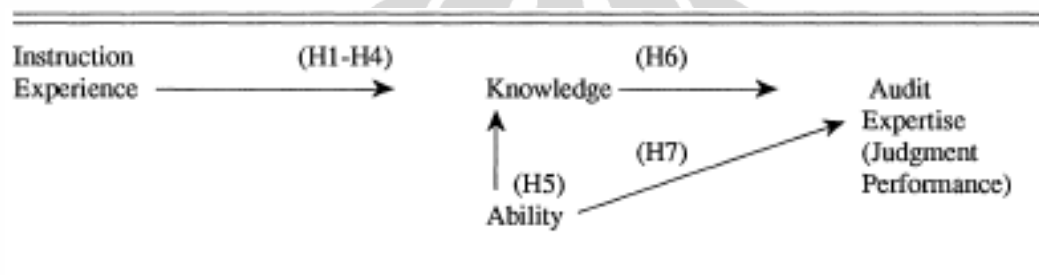 Instruction (H1-H4) (H6)
Experience Knowledge Audit
Expertise
(H7) (Judgment
(H5) Performance)
Ability